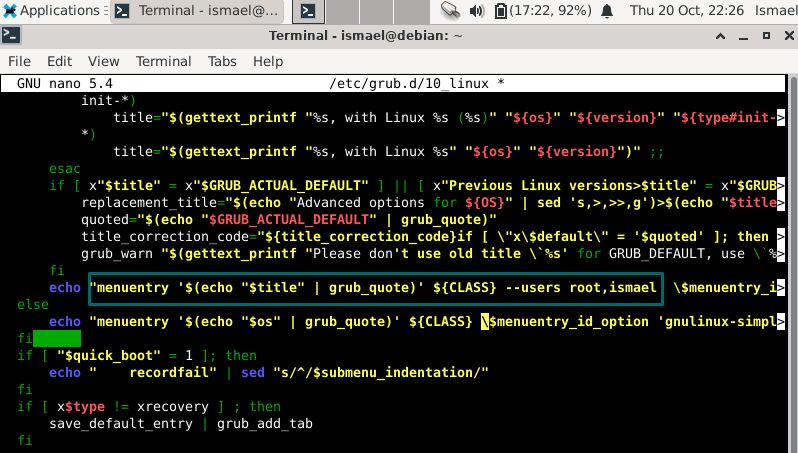 Applications Terminal - ismael@... (17:22, 92%) Thu 20 Oct, 22:26 Ismael
Terminal - ismael@debian: ~
File Edit View Terminal Tabs Help
GNU nano 5.4 /etc/grub.d/10_linux *
init-*)
title="$(gettext_printf "%s, with Linux %s (%s)" "${os}" "${version}" "${type#init->
*)
title="$(gettext_printf "%s, with Linux %s" "${os}" "${version}")" ;;
esac
if [ x"$title" = x"$GRUB_ACTUAL_DEFAULT" ] || [ x"Previous Linux versions>$title" = x"$GRUB>
replacement_title="$(echo "Advanced options for ${OS}" | sed 's,>,>>,g')>$(echo "$title>
quoted="$(echo "$GRUB_ACTUAL_DEFAULT" | grub_quote)"
title_correction_code="${title_correction_code}if [ \"x\$default\" = '$quoted' ]; then >
grub_warn "$(gettext_printf "Please don't use old title \`%s' for GRUB_DEFAULT, use \`%>
fi
echo "menuentry '$(echo "$title" | grub_quote)' ${CLASS} --users root,ismael \$menuentry_i>
else
echo "menuentry '$(echo "$os" | grub_quote)' ${CLASS} \$menuentry_id_option 'gnulinux-simpl>
fi
if [ "$quick_boot" = 1 ]; then
echo "    recordfail" | sed "s/^/$submenu_indentation/"
fi
if [ x$type != xrecovery ] ; then
save_default_entry | grub_add_tab
fi